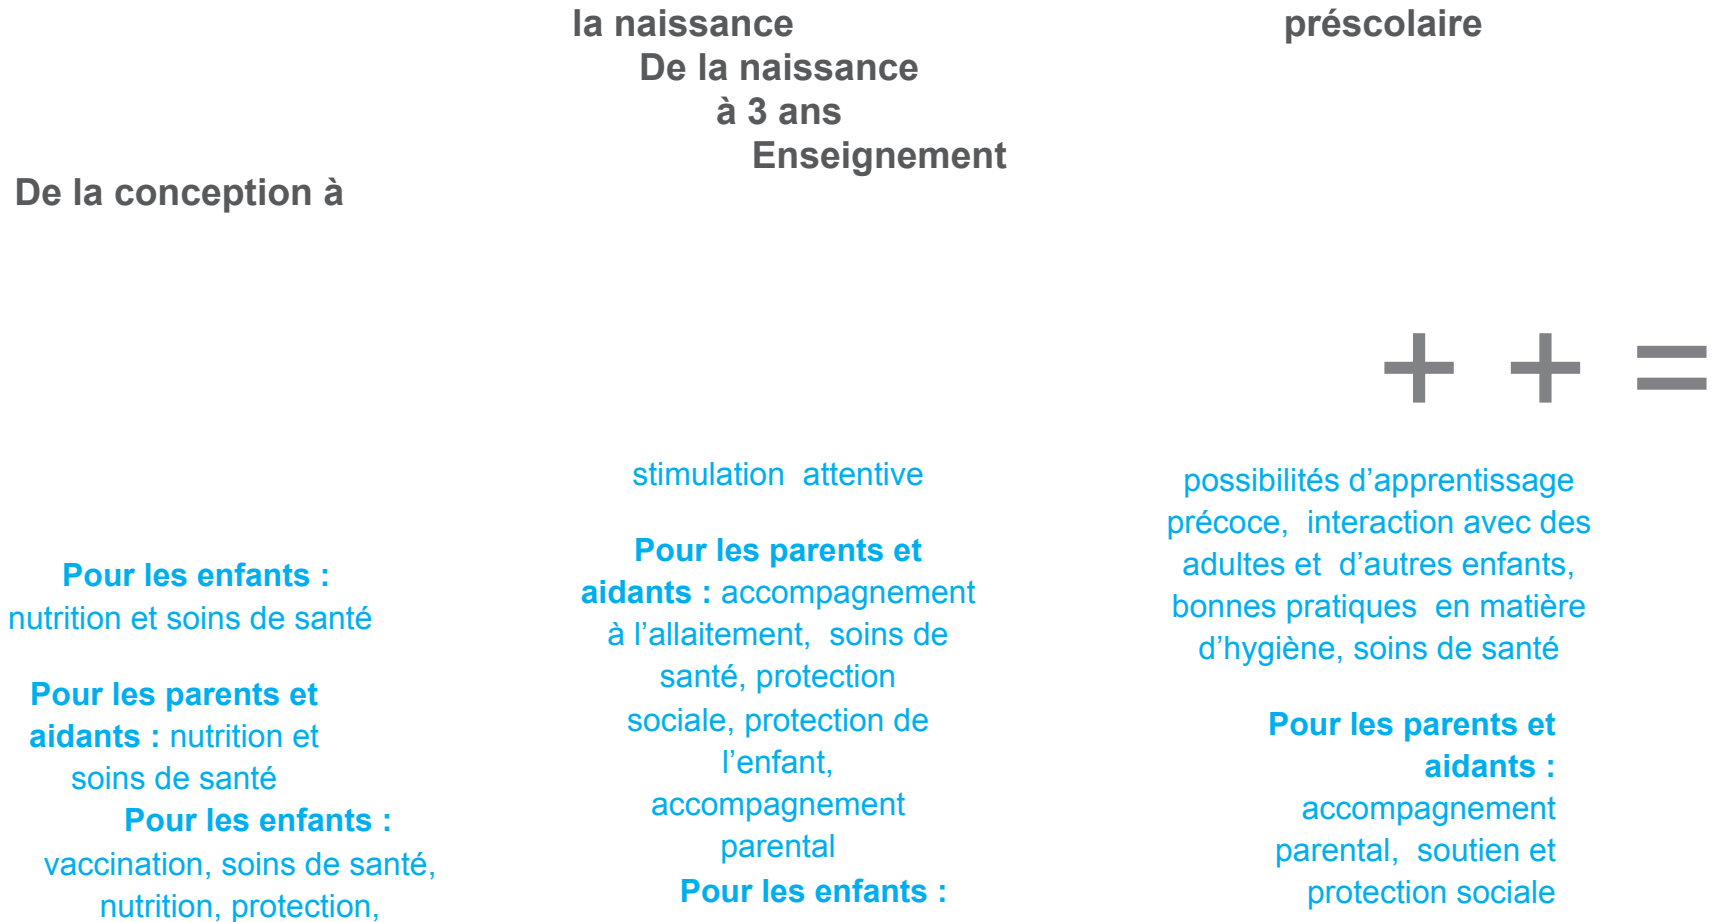 la naissance
De la naissance
à 3 ans
Enseignement
préscolaire
De la conception à
+ + =
Pour les enfants :
nutrition et soins de santé
Pour les parents et
aidants : nutrition et
soins de santé
Pour les enfants :
vaccination, soins de santé,
nutrition, protection,
stimulation attentive
Pour les parents et
aidants : accompagnement
à l’allaitement, soins de
santé, protection
sociale, protection de
l’enfant,
accompagnement
parental
Pour les enfants :
possibilités d’apprentissage
précoce, interaction avec des
adultes et d’autres enfants,
bonnes pratiques en matière
d’hygiène, soins de santé
Pour les parents et
aidants :
accompagnement
parental, soutien et
protection sociale